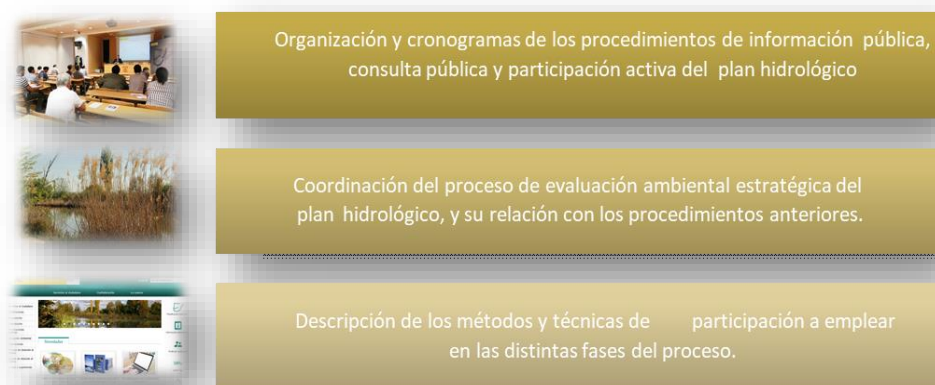 Organización y cronogramas de los procedimientos de información pública,
consulta pública y participación activa del plan hidrológico
Coordinación del proceso de evaluación ambiental estratégica del
plan hidrológico, y su relación con los procedimientos anteriores.
Descripción de los métodos y técnicas de participación a emplear
en las distintas fases del proceso.